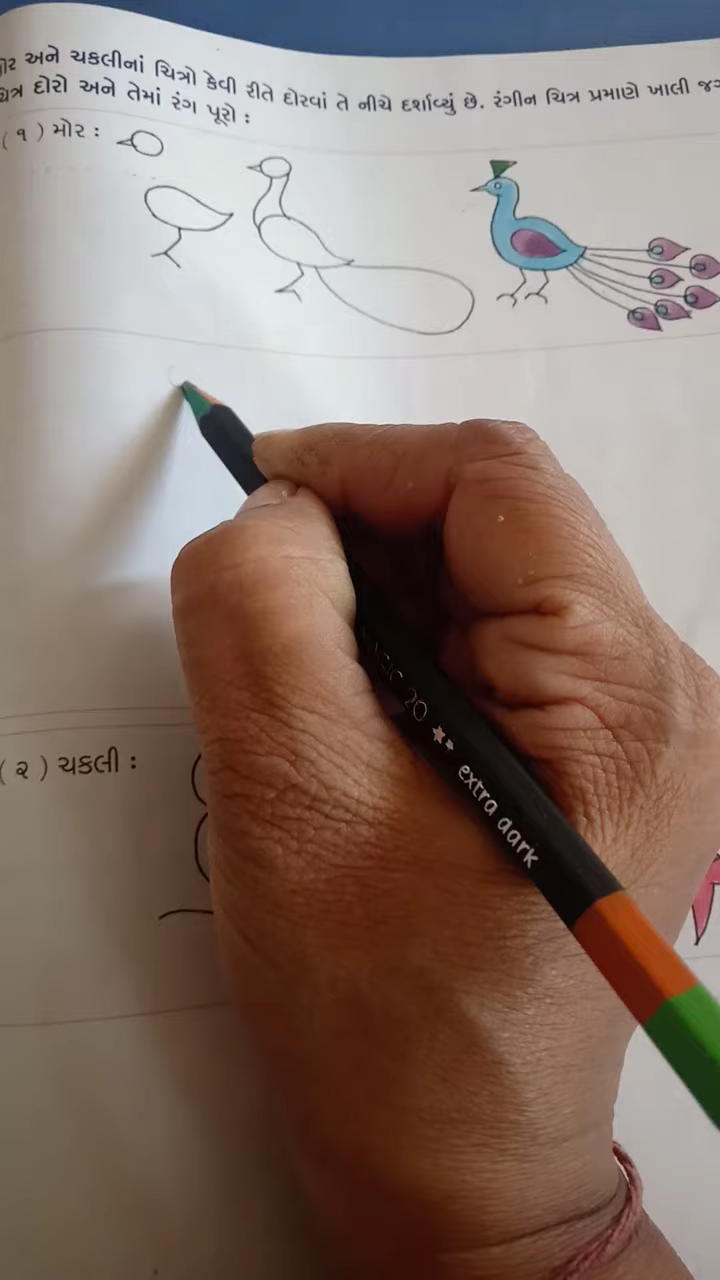 અને ચકલીનાં ચિત્રો કેવી રીતે દોરવાં તે નીચે દર્શાવ્યું છે. રંગીન ચિત્ર પ્રમાણે ખાલી
દોરો અને તેમાં રંગ પૂરો :
( ૧ ) મોર :
( ૨ ) ચકલી :
20 extra dark